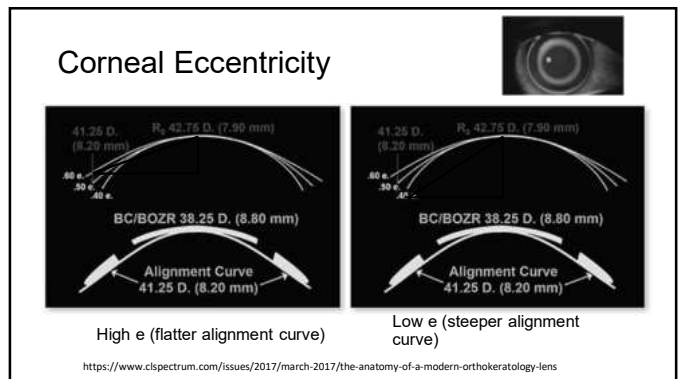 Corneal Eccentricity
41.25 D.
(8.20 mm)
R₀ 42.75 D. (7.90 mm)
.60 e.
.50 e.
.40 e.
BC/BOZR 38.25 D. (8.80 mm)
Alignment Curve
41.25 D. (8.20 mm)
High e (flatter alignment curve)
41.25 D.
(8.20 mm)
R₀ 42.75 D. (7.90 mm)
.60 e.
.50 e.
.40 e.
BC/BOZR 38.25 D. (8.80 mm)
Alignment Curve
41.25 D. (8.20 mm)
Low e (steeper alignment
curve)
https://www.clspectrum.com/issues/2017/march-2017/the-anatomy-of-a-modern-orthokeratology-lens